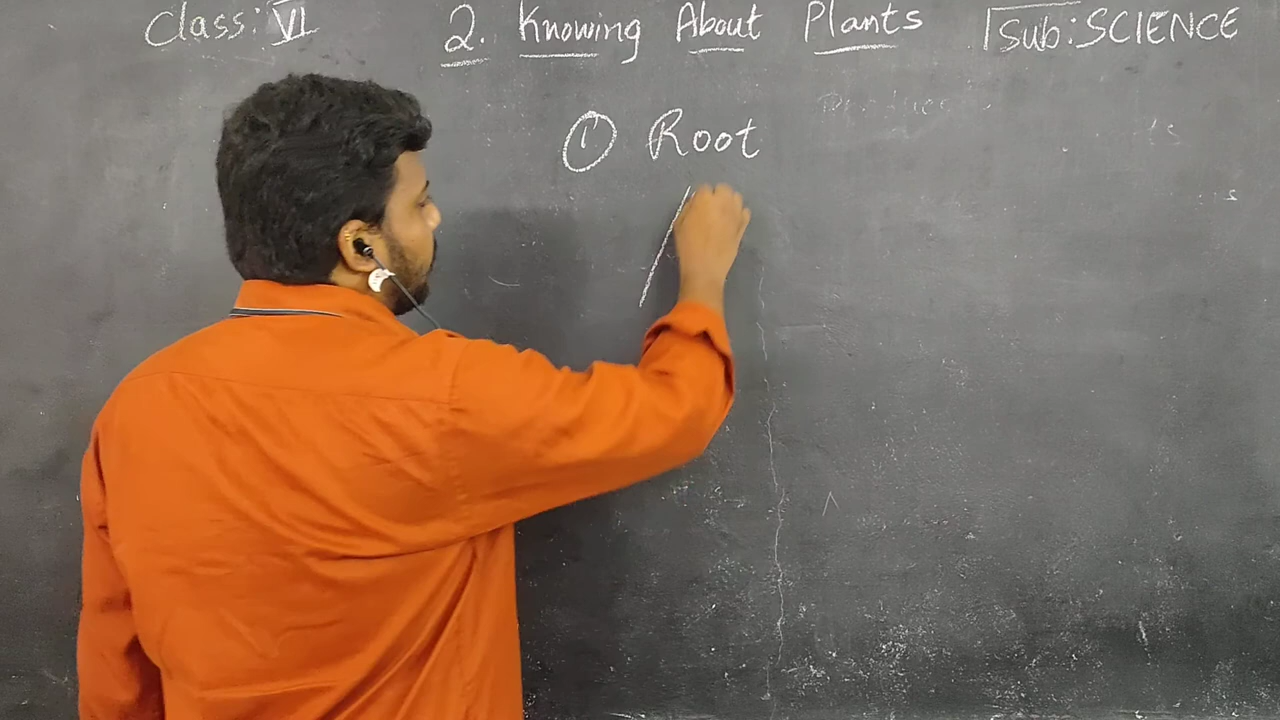 Class: VI 2. Knowing About Plants Sub: SCIENCE
① Root